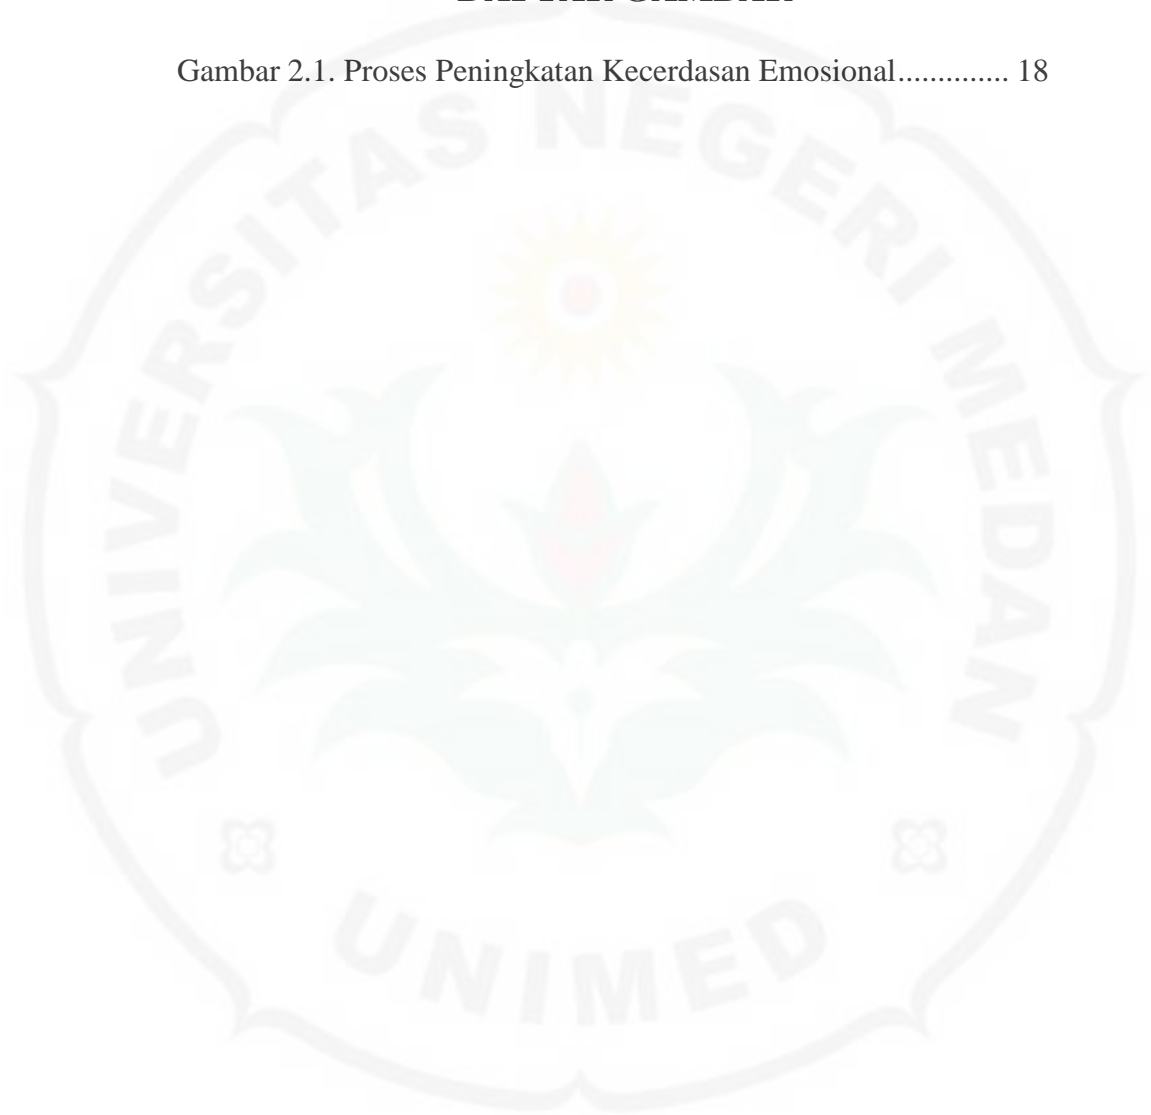 DAFTAR GAMBAR
Gambar 2.1. Proses Peningkatan Kecerdasan Emosional.............. 18
UNIVERSITAS NEGERI MEDAN
UNIMED